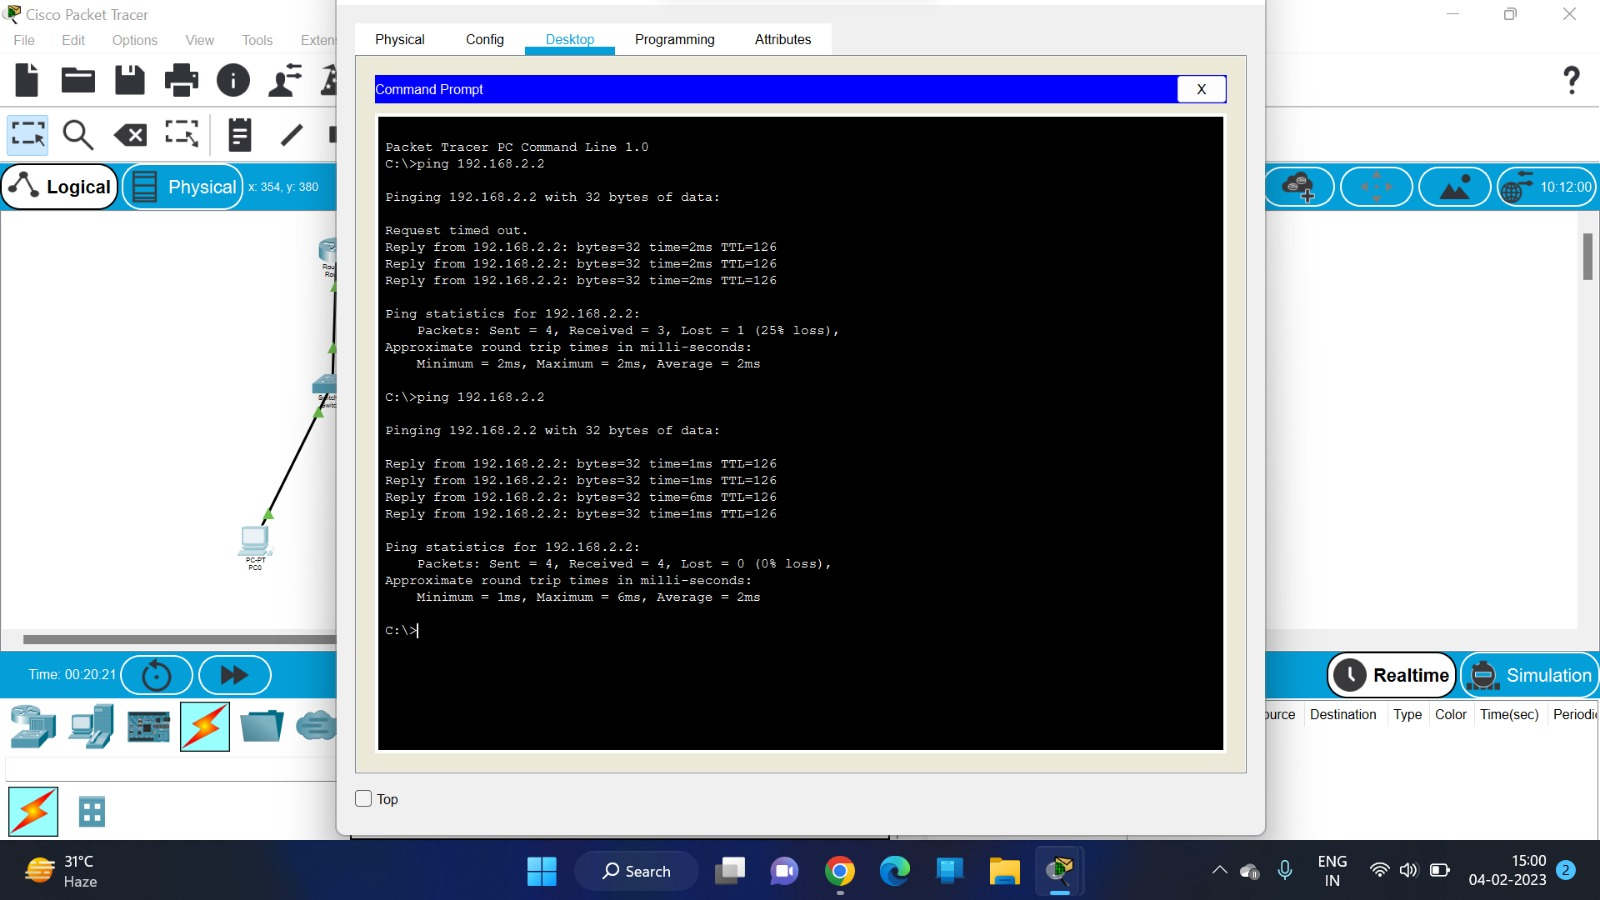 Cisco Packet Tracer
File Edit Options View Tools Exten
Physical Config Desktop Programming Attributes
Command Prompt X
Logical Physical x: 354, y: 380
10:12:00
Packet Tracer PC Command Line 1.0
C:\>ping 192.168.2.2
Pinging 192.168.2.2 with 32 bytes of data:
Request timed out.
Reply from 192.168.2.2: bytes=32 time=2ms TTL=126
Reply from 192.168.2.2: bytes=32 time=2ms TTL=126
Reply from 192.168.2.2: bytes=32 time=2ms TTL=126
Ping statistics for 192.168.2.2:
Packets: Sent = 4, Received = 3, Lost = 1 (25% loss),
Approximate round trip times in milli-seconds:
Minimum = 2ms, Maximum = 2ms, Average = 2ms
C:\>ping 192.168.2.2
Pinging 192.168.2.2 with 32 bytes of data:
Reply from 192.168.2.2: bytes=32 time=1ms TTL=126
Reply from 192.168.2.2: bytes=32 time=1ms TTL=126
Reply from 192.168.2.2: bytes=32 time=6ms TTL=126
Reply from 192.168.2.2: bytes=32 time=1ms TTL=126
Ping statistics for 192.168.2.2:
Packets: Sent = 4, Received = 4, Lost = 0 (0% loss),
Approximate round trip times in milli-seconds:
Minimum = 1ms, Maximum = 6ms, Average = 2ms
C:\>
PC-PT
PC0
Time: 00:20:21
Realtime Simulation
ource Destination Type Color Time(sec) Periodi
Top
31°C
Haze
Search
ENG
IN
15:00
04-02-2023
2